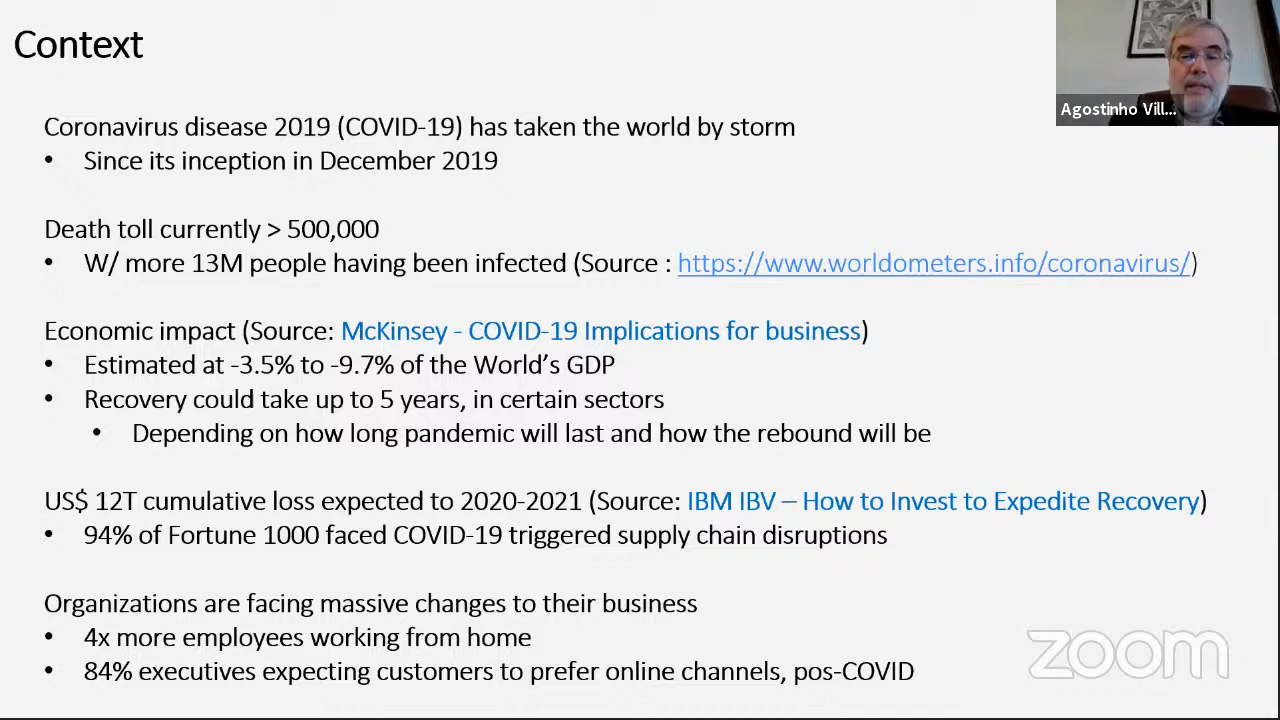 Context
Agostinho Vill...
Coronavirus disease 2019 (COVID-19) has taken the world by storm
• Since its inception in December 2019
Death toll currently > 500,000
• W/ more 13M people having been infected (Source : https://www.worldometers.info/coronavirus/)
Economic impact (Source: McKinsey - COVID-19 Implications for business)
• Estimated at -3.5% to -9.7% of the World’s GDP
• Recovery could take up to 5 years, in certain sectors
• Depending on how long pandemic will last and how the rebound will be
US$ 12T cumulative loss expected to 2020-2021 (Source: IBM IBV – How to Invest to Expedite Recovery)
• 94% of Fortune 1000 faced COVID-19 triggered supply chain disruptions
Organizations are facing massive changes to their business
• 4x more employees working from home
• 84% executives expecting customers to prefer online channels, pos-COVID
zoom